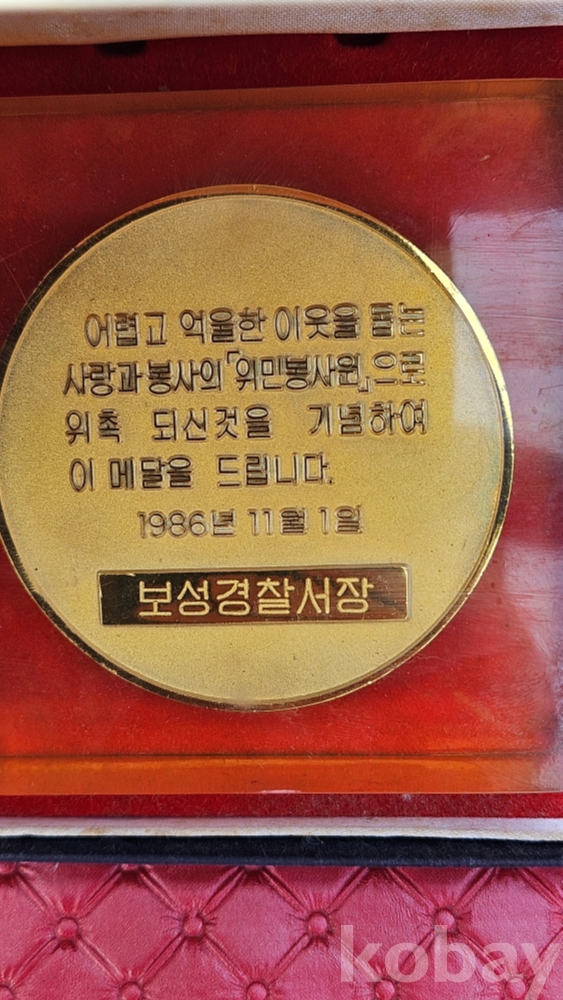 어렵고 억울한 이웃을 돕는
사랑과 봉사의 「위민봉사원」으로
위촉 되신것을 기념하여
이 메달을 드립니다.
1986년 11월 1일
보성경찰서장
kobay